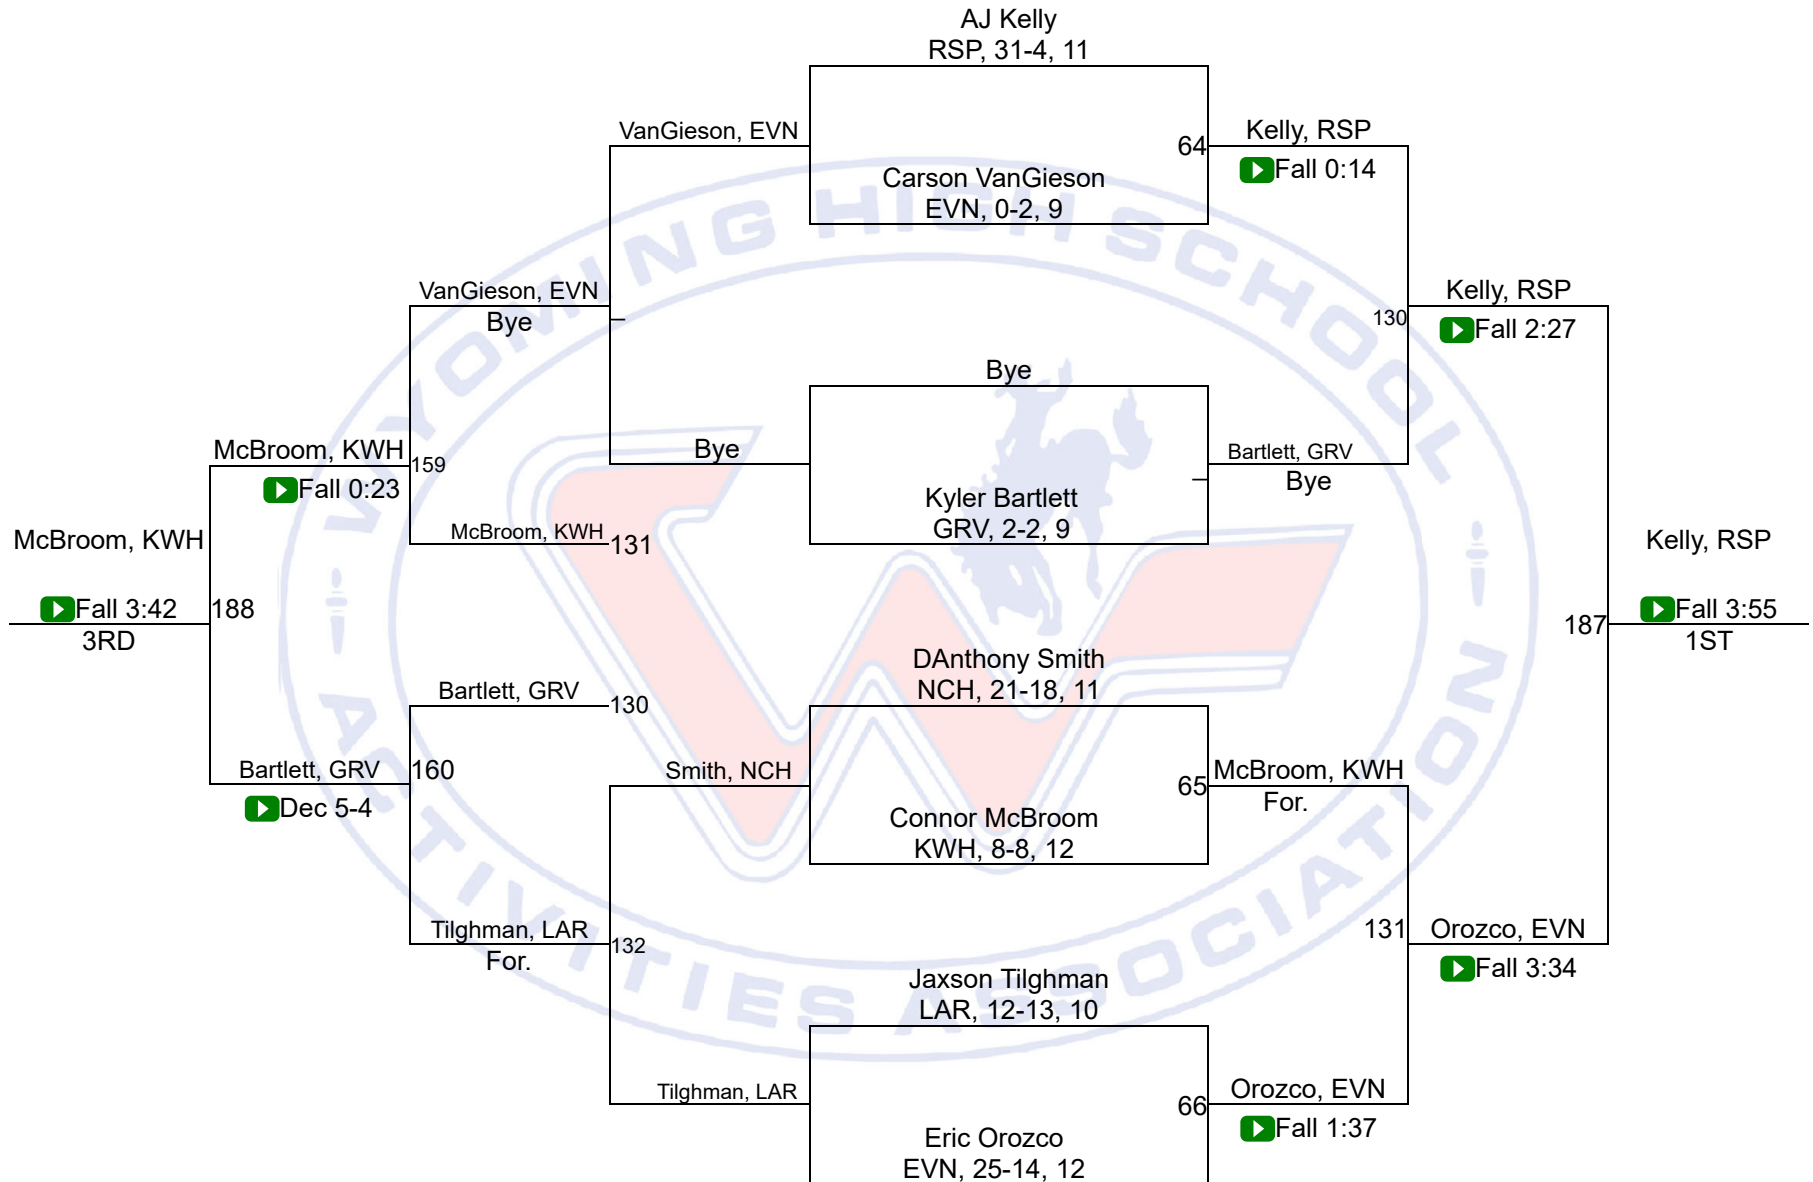 AJ Kelly
RSP, 31-4, 11
VanGieson, EVN
64
Kelly, RSP
Fall 0:14
Carson VanGieson
EVN, 0-2, 9
VanGieson, EVN
Bye
130
Kelly, RSP
Fall 2:27
Bye
McBroom, KWH
159
Fall 0:23
Bye
Bartlett, GRV
Bye
Kyler Bartlett
GRV, 2-2, 9
McBroom, KWH
131
McBroom, KWH
Fall 3:42
188
3RD
Kelly, RSP
187
Fall 3:55
1ST
DAnthony Smith
NCH, 21-18, 11
Bartlett, GRV
130
Bartlett, GRV
160
Dec 5-4
Smith, NCH
65
McBroom, KWH
For.
Connor McBroom
KWH, 8-8, 12
Tilghman, LAR
132
For.
131
Orozco, EVN
Fall 3:34
Jaxson Tilghman
LAR, 12-13, 10
Tilghman, LAR
66
Orozco, EVN
Fall 1:37
Eric Orozco
EVN, 25-14, 12
WYOMING HIGH SCHOOL
ACTIVITIES ASSOCIATION